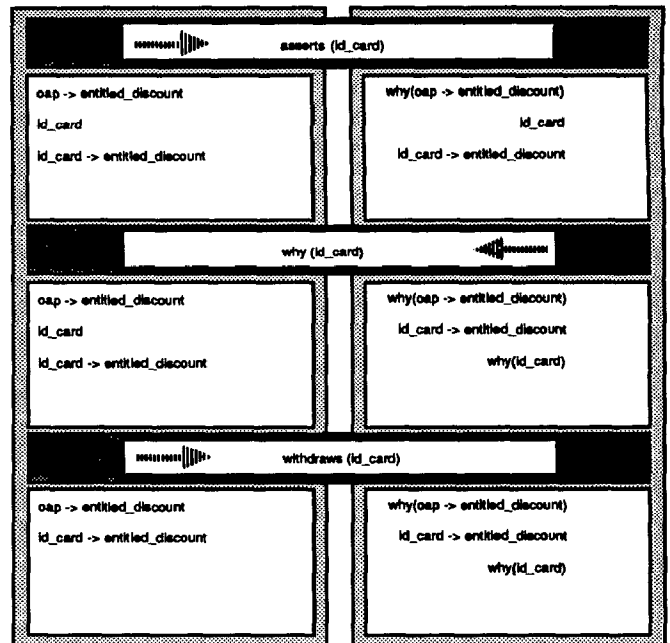 asserts (id_card)
oap -> entitled_discount
id_card
id_card -> entitled_discount
why(oap -> entitled_discount)
id_card
id_card -> entitled_discount
why (id_card)
oap -> entitled_discount
id_card
id_card -> entitled_discount
why(oap -> entitled_discount)
id_card -> entitled_discount
why(id_card)
withdraws (id_card)
oap -> entitled_discount
id_card -> entitled_discount
why(oap -> entitled_discount)
id_card -> entitled_discount
why(id_card)